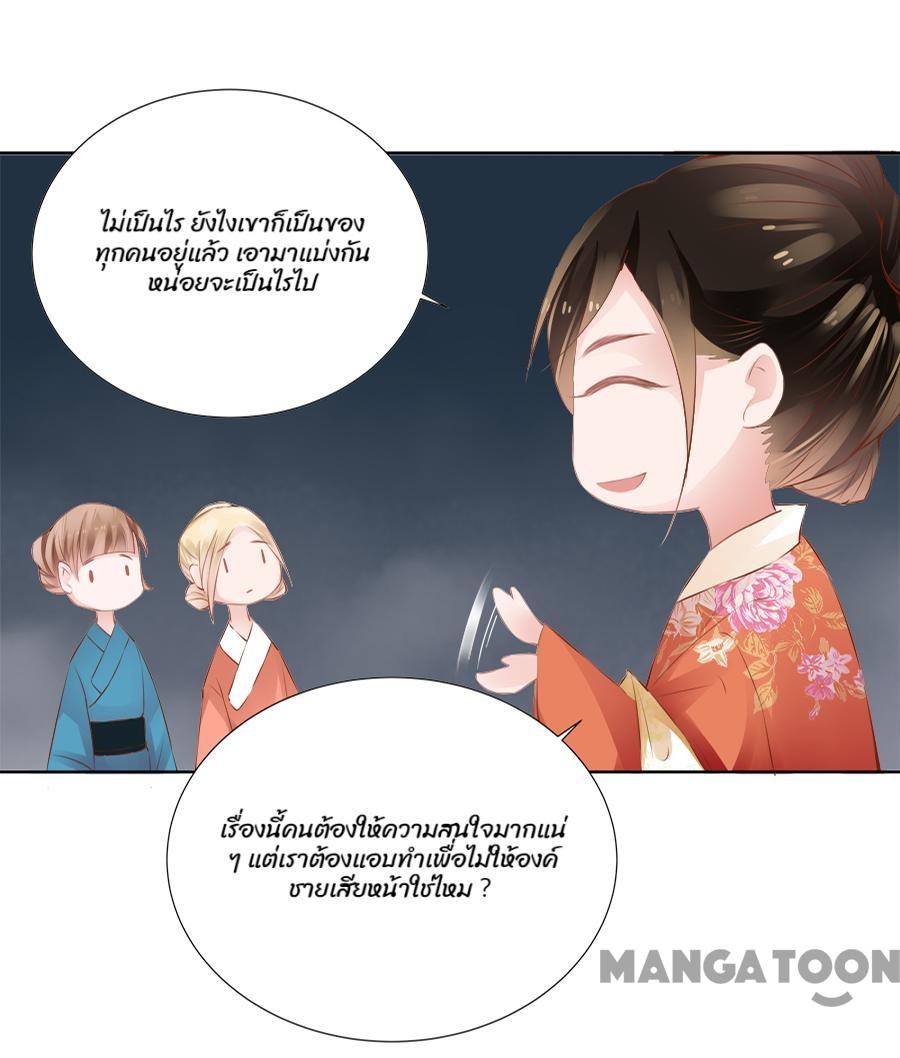 ไม่เป็นไร ยังไงเขาก็เป็นของ
ทุกคนอยู่แล้ว เอามาแบ่งกัน
หน่อยจะเป็นไรไป
เรื่องนี้คนต้องให้ความสนใจมากแน่
ๆ แต่เราต้องแอบทำเพื่อไม่ให้องค์
ชายเสียหน้าใช่ไหม ?
MANGATOON